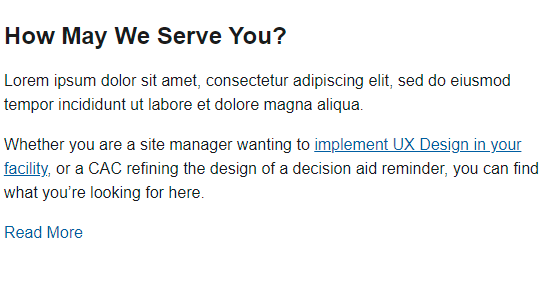 How May We Serve You?
Lorem ipsum dolor sit amet, consectetur adipiscing elit, sed do eiusmod
tempor incididunt ut labore et dolore magna aliqua.
Whether you are a site manager wanting to implement UX Design in your
facility, or a CAC refining the design of a decision aid reminder, you can find
what you’re looking for here.
Read More